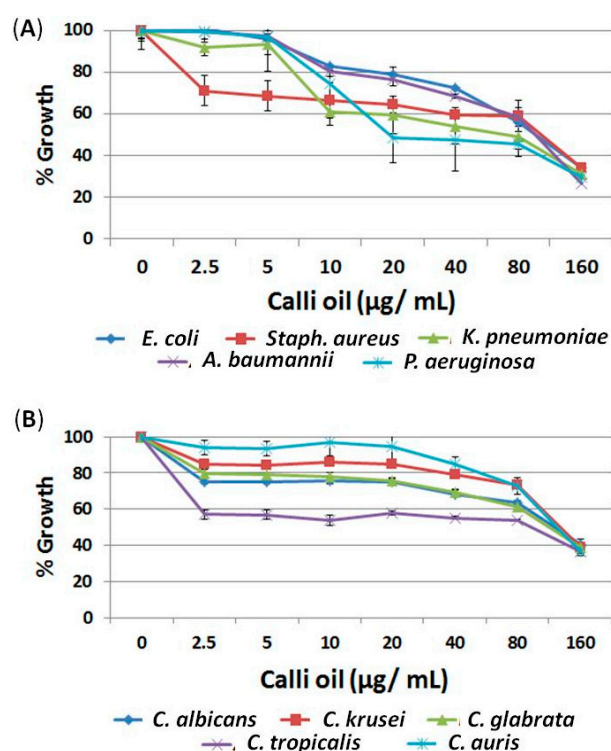 (A)
% Growth
100
80
60
40
20
0
0 2.5 5 10 20 40 80 160
Calli oil (µg/ mL)
E. coli Staph. aureus K. pneumoniae
A. baumannii P. aeruginosa
(B)
% Growth
100
80
60
40
20
0
0 2.5 5 10 20 40 80 160
Calli oil (µg/ mL)
C. albicans C. krusei C. glabrata
C. tropicalis C. auris